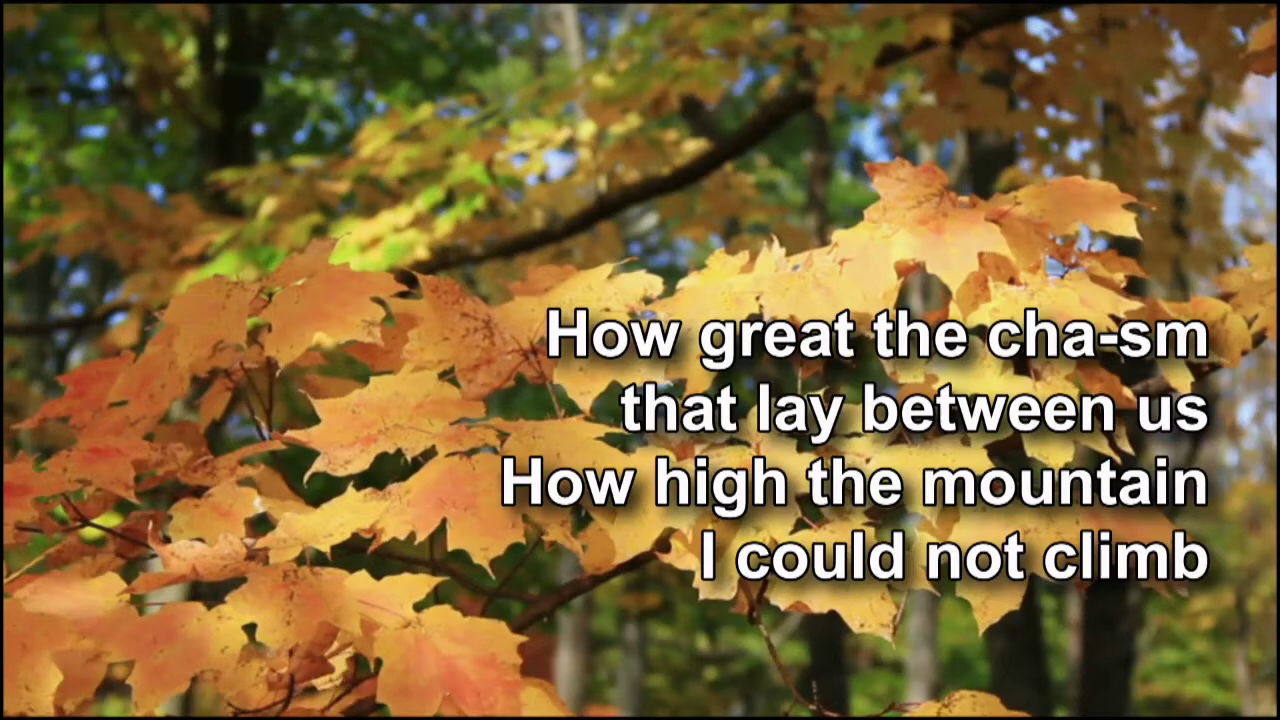 How great the cha-sm
that lay between us
How high the mountain
I could not climb